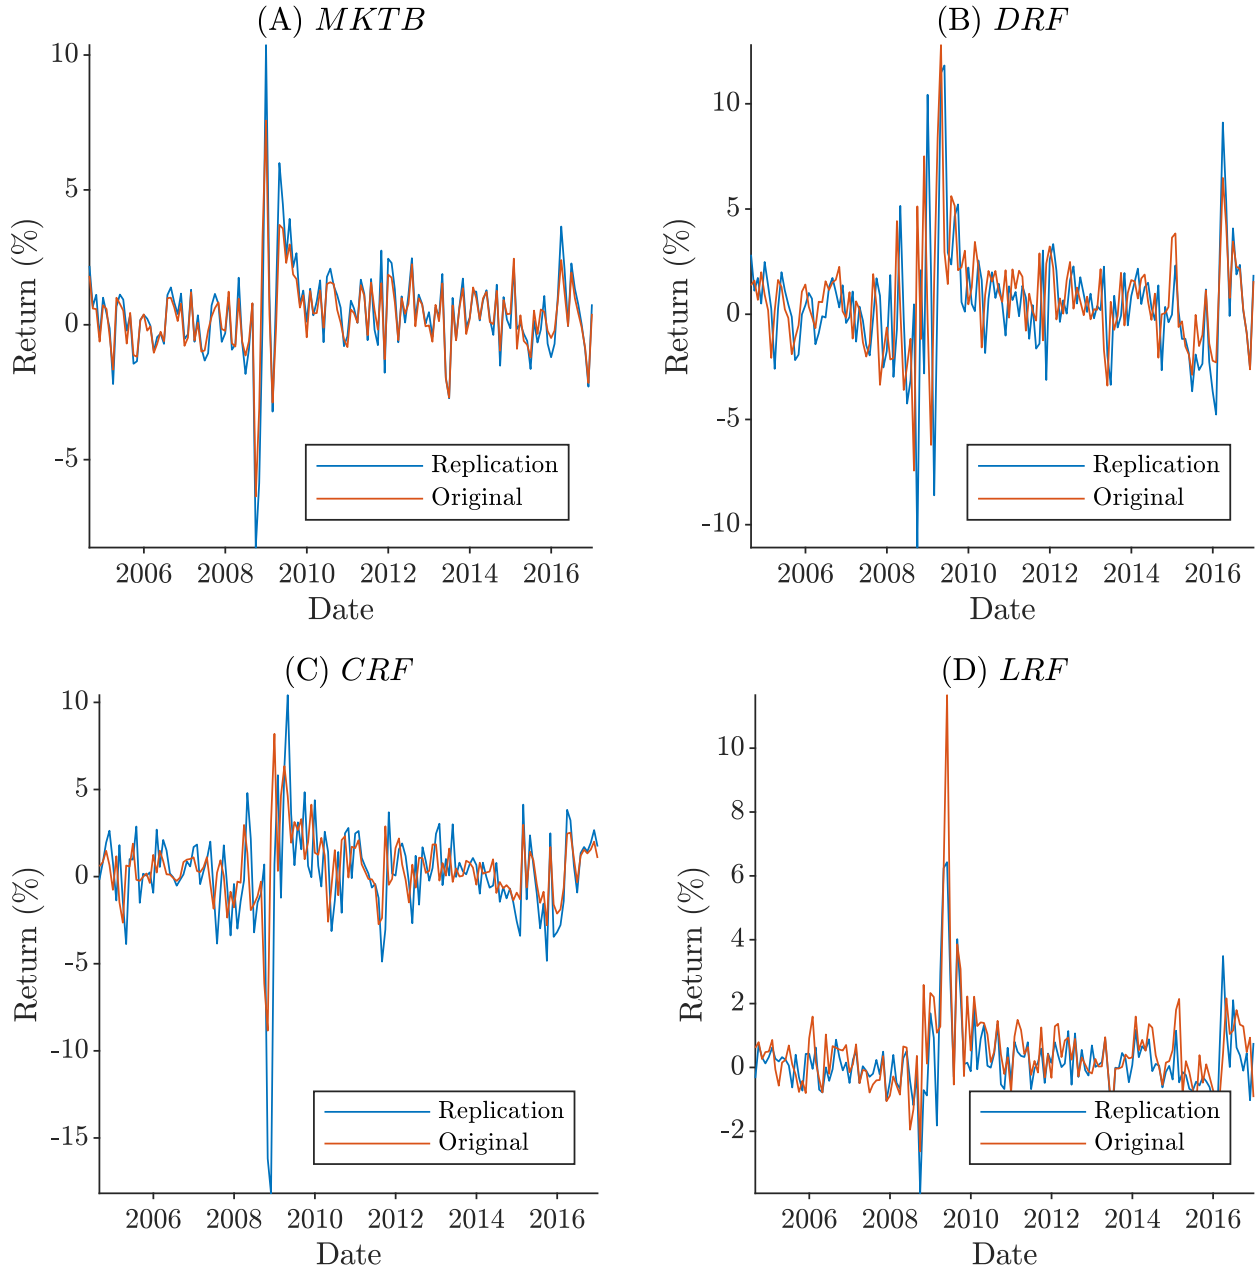 (A) MKTB
Return (%)
10
5
0
-5
2006 2008 2010 2012 2014 2016
Date
Replication
Original
(B) DRF
Return (%)
10
5
0
-5
-10
2006 2008 2010 2012 2014 2016
Date
Replication
Original
(C) CRF
Return (%)
10
5
0
-5
-10
-15
2006 2008 2010 2012 2014 2016
Date
Replication
Original
(D) LRF
Return (%)
10
8
6
4
2
0
-2
2006 2008 2010 2012 2014 2016
Date
Replication
Original